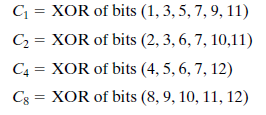 C₁ = XOR of bits (1, 3, 5, 7, 9, 11)
C₂ = XOR of bits (2, 3, 6, 7, 10,11)
C₄ = XOR of bits (4, 5, 6, 7, 12)
C₈ = XOR of bits (8, 9, 10, 11, 12)